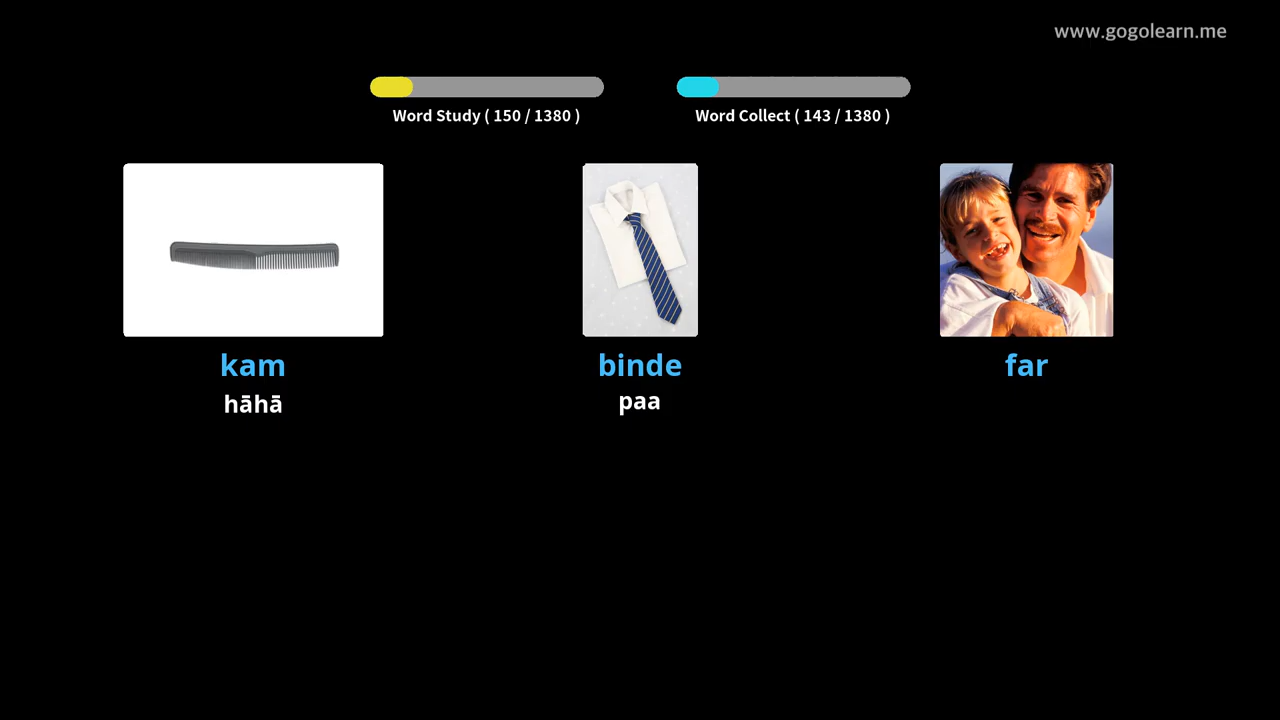 www.gogolearn.me
Word Study ( 150 / 1380 )
Word Collect ( 143 / 1380 )
kam
hāhā
binde
paa
far